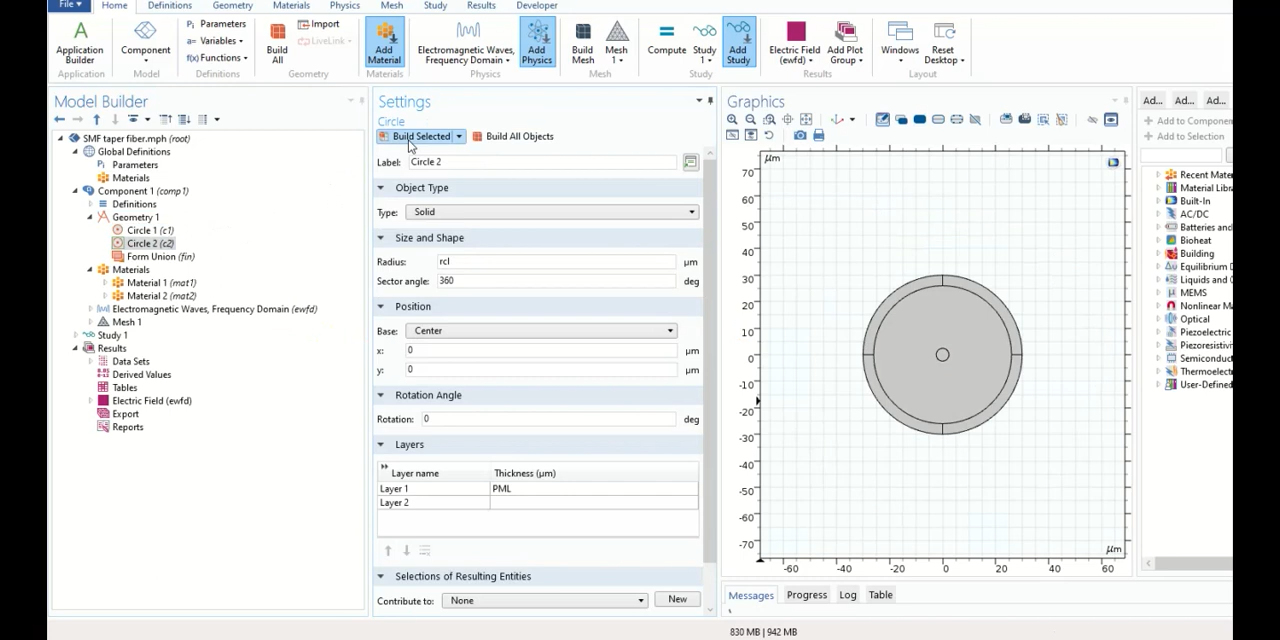 File Home Definitions Geometry Materials Physics Mesh Study Results Developer
Application Builder
Component
Parameters
a= Variables
f(x) Functions
Build All
Import
LiveLink
Add Material
Electromagnetic Waves, Frequency Domain
Add Physics
Build Mesh
Mesh 1
Compute
Study 1
Add Study
Electric Field (ewfd)
Add Plot Group
Windows
Reset Desktop
Application Model Definitions Geometry Materials Physics Mesh Study Results Layout
Model Builder
SMF taper fiber.mph (root)
Global Definitions
Parameters
Materials
Component 1 (comp1)
Definitions
Geometry 1
Circle 1 (c1)
Circle 2 (c2)
Form Union (fin)
Materials
Material 1 (mat1)
Material 2 (mat2)
Electromagnetic Waves, Frequency Domain (ewfd)
Mesh 1
Study 1
Results
Data Sets
Derived Values
Tables
Electric Field (ewfd)
Export
Reports
Settings
Circle
Build Selected Build All Objects
Label: Circle 2
Object Type
Type: Solid
Size and Shape
Radius: rcl µm
Sector angle: 360 deg
Position
Base: Center
x: 0 µm
y: 0 µm
Rotation Angle
Rotation: 0 deg
Layers
Layer name Thickness (µm)
Layer 1 PML
Layer 2
Selections of Resulting Entities
Contribute to: None New
Graphics
µm
70
60
50
40
30
20
10
0
-10
-20
-30
-40
-50
-60
-70
µm
-60 -40 -20 0 20 40 60
Messages Progress Log Table
Ad... Ad... Ad...
Add to Compone
Add to Selection
Recent Mater
Material Libra
Built-In
AC/DC
Batteries and
Bioheat
Building
Equilibrium D
Liquids and G
MEMS
Nonlinear Ma
Optical
Piezoelectric
Piezoresistivi
Semiconduc
Thermoelect
User-Defined
830 MB | 942 MB